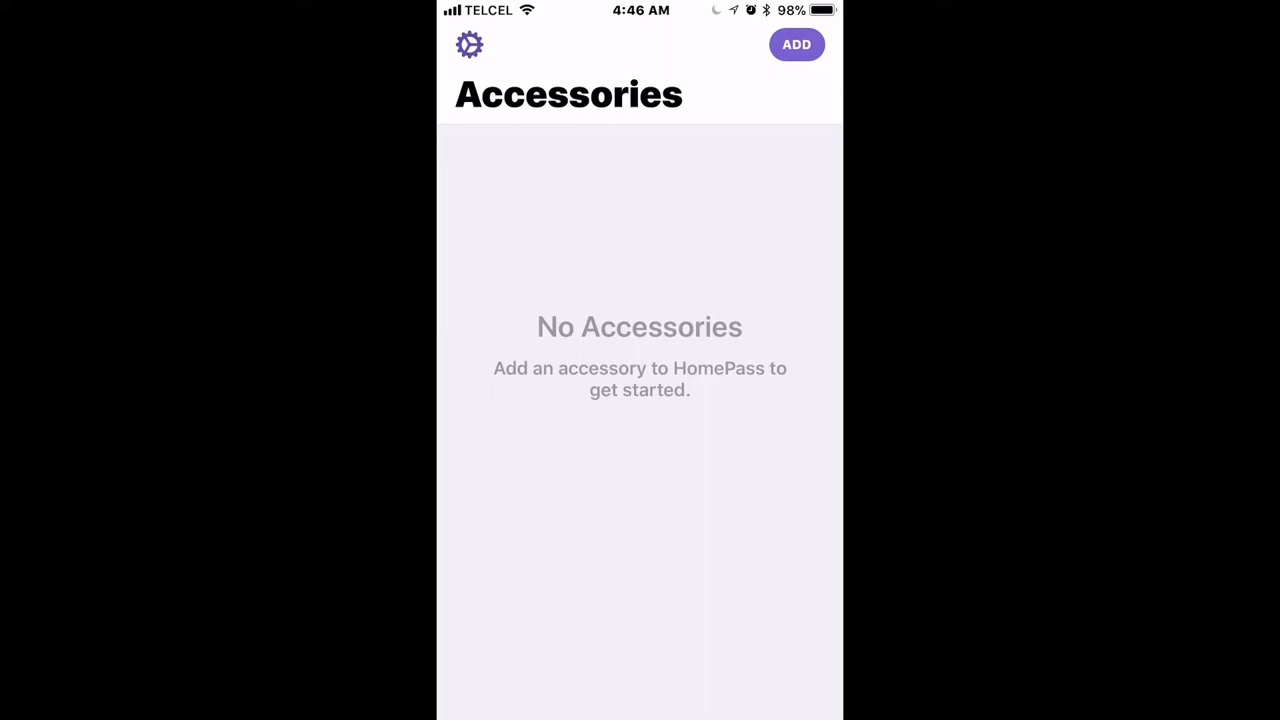 TELCEL 4:46 AM 98%
ADD
Accessories
No Accessories
Add an accessory to HomePass to
get started.